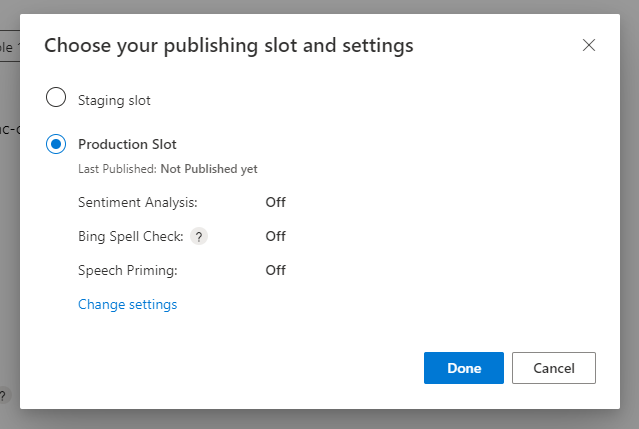 Choose your publishing slot and settings
Staging slot
Production Slot
Last Published: Not Published yet
Sentiment Analysis: Off
Bing Spell Check: ? Off
Speech Priming: Off
Change settings
Done Cancel
?